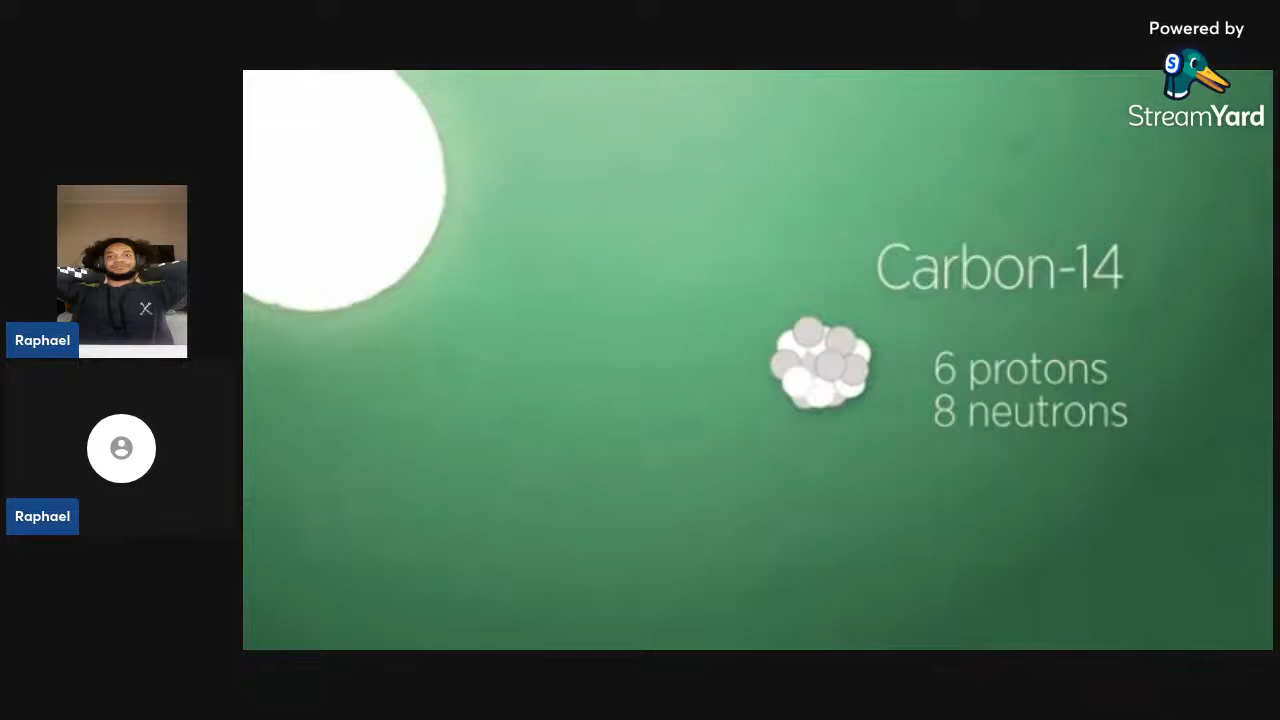 Powered by
S
StreamYard
Carbon-14
6 protons
8 neutrons
Raphael
Raphael